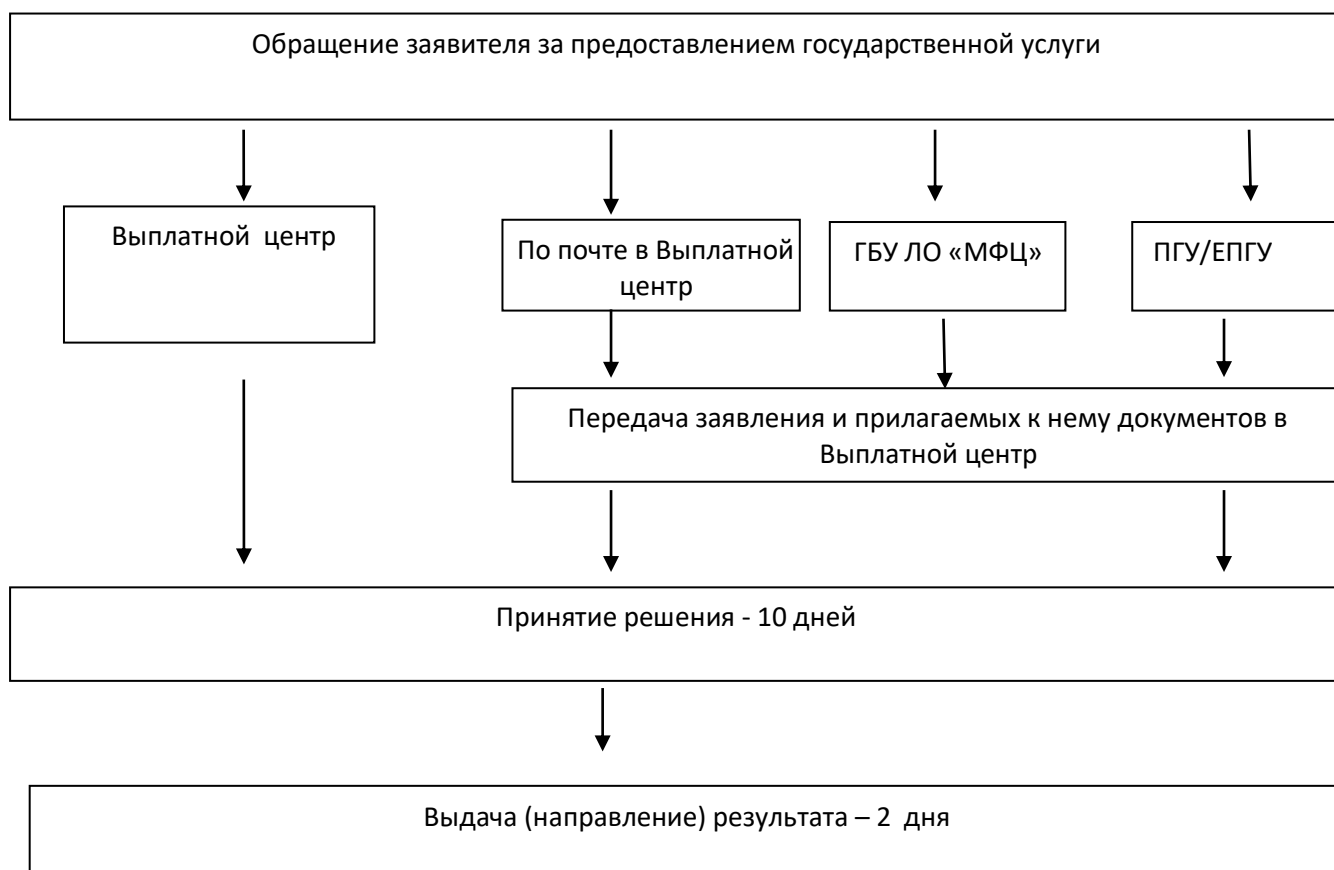 Обращение заявителя за предоставлением государственной услуги
Выплатной центр
По почте в Выплатной
центр
ГБУ ЛО «МФЦ»
ПГУ/ЕПГУ
Передача заявления и прилагаемых к нему документов в
Выплатной центр
Принятие решения - 10 дней
Выдача (направление) результата – 2 дня